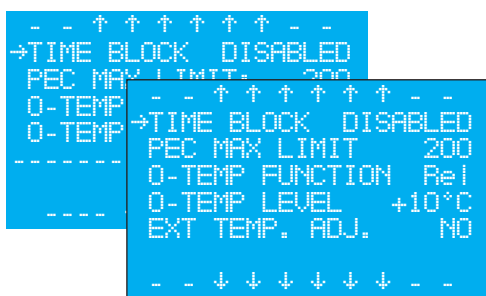 - - ↑ ↑ ↑ ↑ ↑ ↑ - -
→TIME BLOCK DISABLED
PEC MAX LIMIT: 200
O-TEMP
O-TEMP
- - ↑ ↑ ↑ ↑ ↑ ↑ - -
→TIME BLOCK DISABLED
PEC MAX LIMIT 200
O-TEMP FUNCTION Rel
O-TEMP LEVEL +10°C
EXT TEMP. ADJ. NO
- - ↓ ↓ ↓ ↓ ↓ ↓ - -